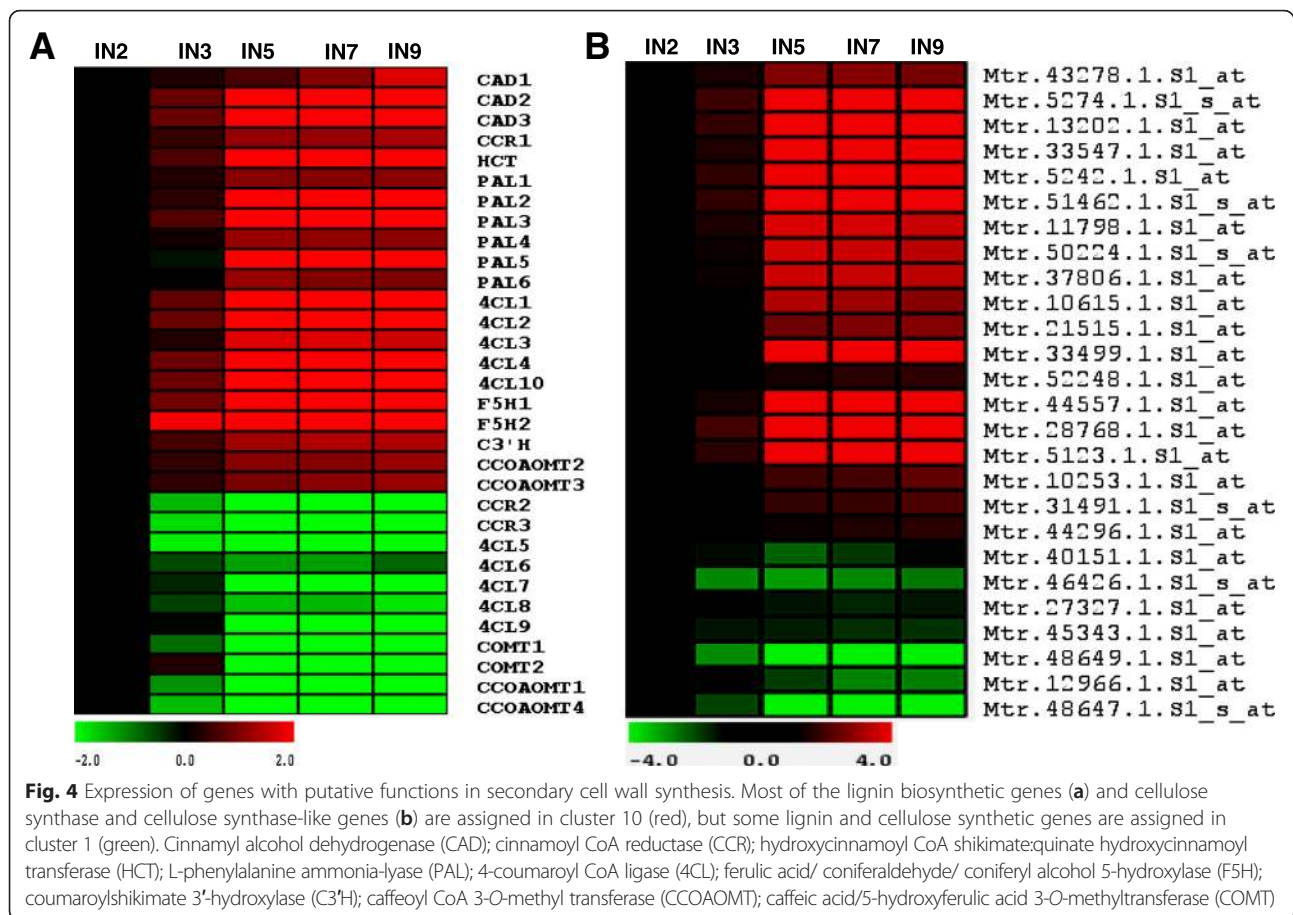 A
IN2 IN3 IN5 IN7 IN9
CAD1
CAD2
CAD3
CCR1
HCT
PAL1
PAL2
PAL3
PAL4
PAL5
PAL6
4CL1
4CL2
4CL3
4CL4
4CL10
F5H1
F5H2
C3'H
CCOAOMT2
CCOAOMT3
CCR2
CCR3
4CL5
4CL6
4CL7
4CL8
4CL9
COMT1
COMT2
CCOAOMT1
CCOAOMT4
-2.0 0.0 2.0
B
IN2 IN3 IN5 IN7 IN9
Mtr.43278.1.S1_at
Mtr.5274.1.S1_s_at
Mtr.13202.1.S1_at
Mtr.33547.1.S1_at
Mtr.5242.1.S1_at
Mtr.51462.1.S1_s_at
Mtr.11798.1.S1_at
Mtr.50224.1.S1_s_at
Mtr.37806.1.S1_at
Mtr.10615.1.S1_at
Mtr.21515.1.S1_at
Mtr.33499.1.S1_at
Mtr.52248.1.S1_at
Mtr.44557.1.S1_at
Mtr.28768.1.S1_at
Mtr.5123.1.S1_at
Mtr.10253.1.S1_at
Mtr.31491.1.S1_s_at
Mtr.44296.1.S1_at
Mtr.40151.1.S1_at
Mtr.46426.1.S1_s_at
Mtr.27327.1.S1_at
Mtr.45343.1.S1_at
Mtr.48649.1.S1_at
Mtr.12966.1.S1_at
Mtr.48647.1.S1_s_at
-4.0 0.0 4.0
Fig. 4 Expression of genes with putative functions in secondary cell wall synthesis. Most of the lignin biosynthetic genes (a) and cellulose
synthase and cellulose synthase-like genes (b) are assigned in cluster 10 (red), but some lignin and cellulose synthetic genes are assigned in
cluster 1 (green). Cinnamyl alcohol dehydrogenase (CAD); cinnamoyl CoA reductase (CCR); hydroxycinnamoyl CoA shikimate:quinate hydroxycinnamoyl
transferase (HCT); L-phenylalanine ammonia-lyase (PAL); 4-coumaroyl CoA ligase (4CL); ferulic acid/ coniferaldehyde/ coniferyl alcohol 5-hydroxylase (F5H);
coumaroylshikimate 3′-hydroxylase (C3′H); caffeoyl CoA 3-O-methyl transferase (CCOAOMT); caffeic acid/5-hydroxyferulic acid 3-O-methyltransferase (COMT)